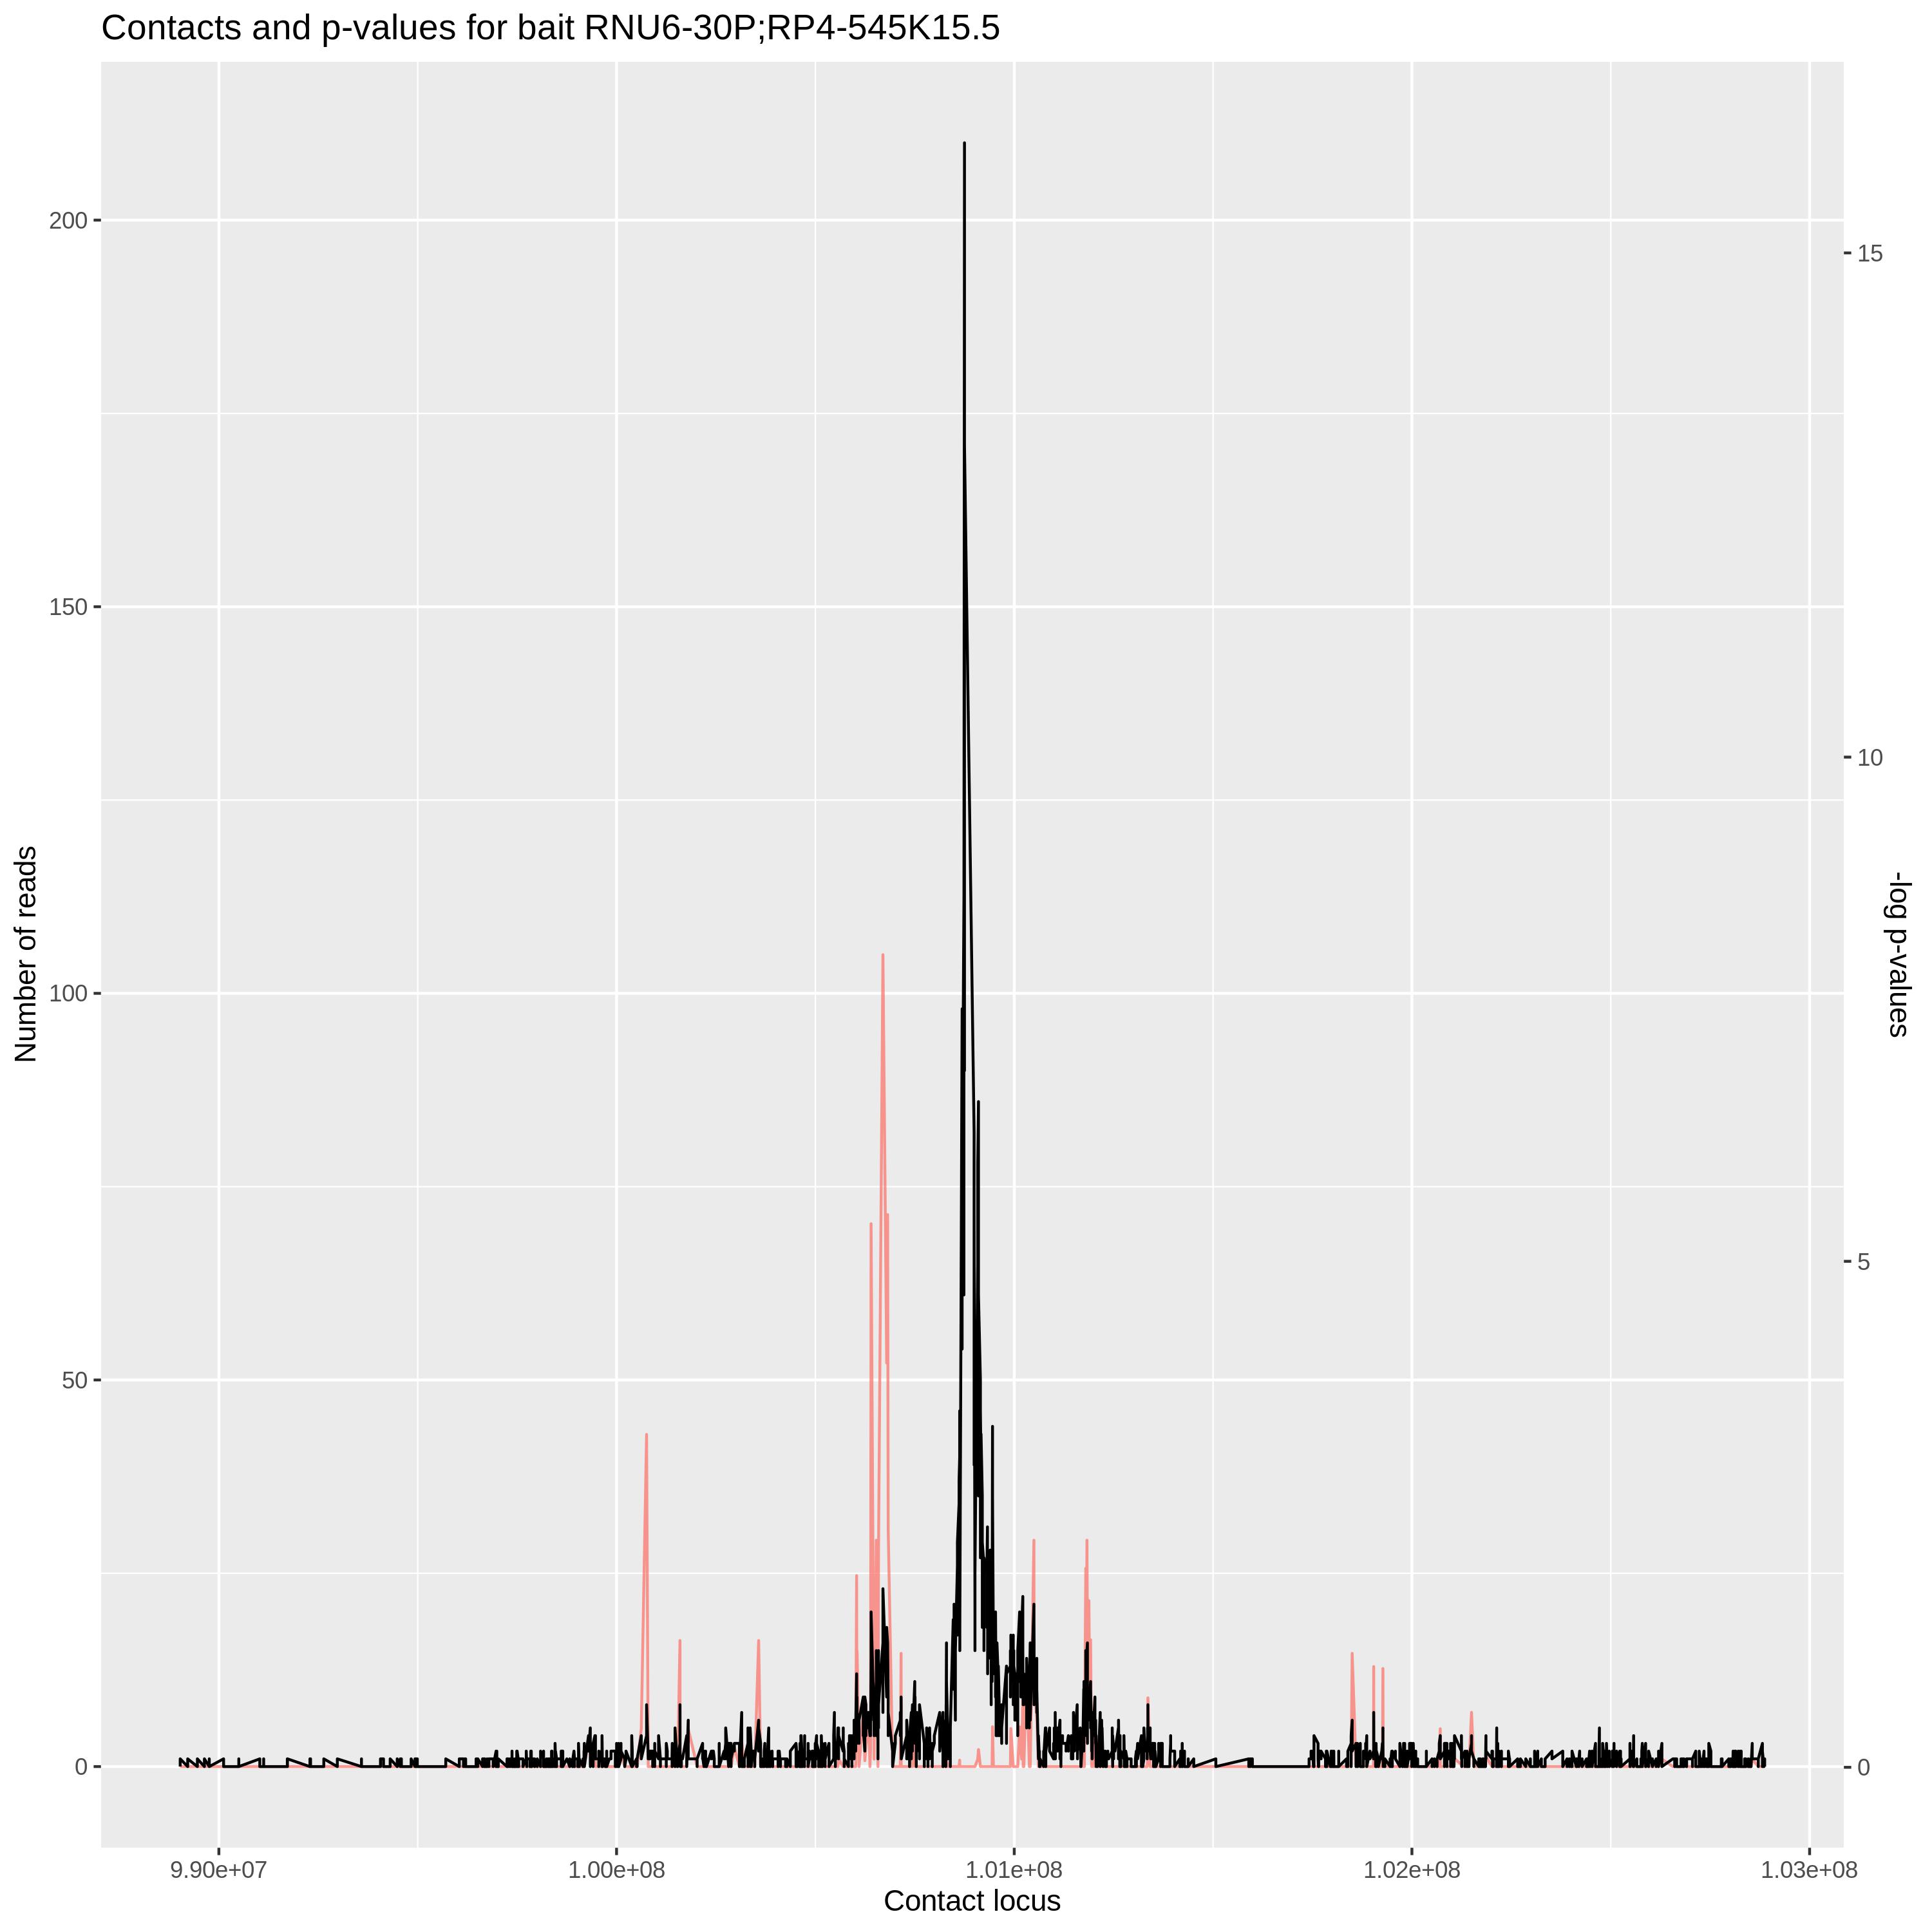 Contacts and p-values for bait RNU6-30P;RP4-545K15.5
200
150
100
50
0
Number of reads
15
10
5
0
-log p-values
9.90e+07 1.00e+08 1.01e+08 1.02e+08 1.03e+08
Contact locus